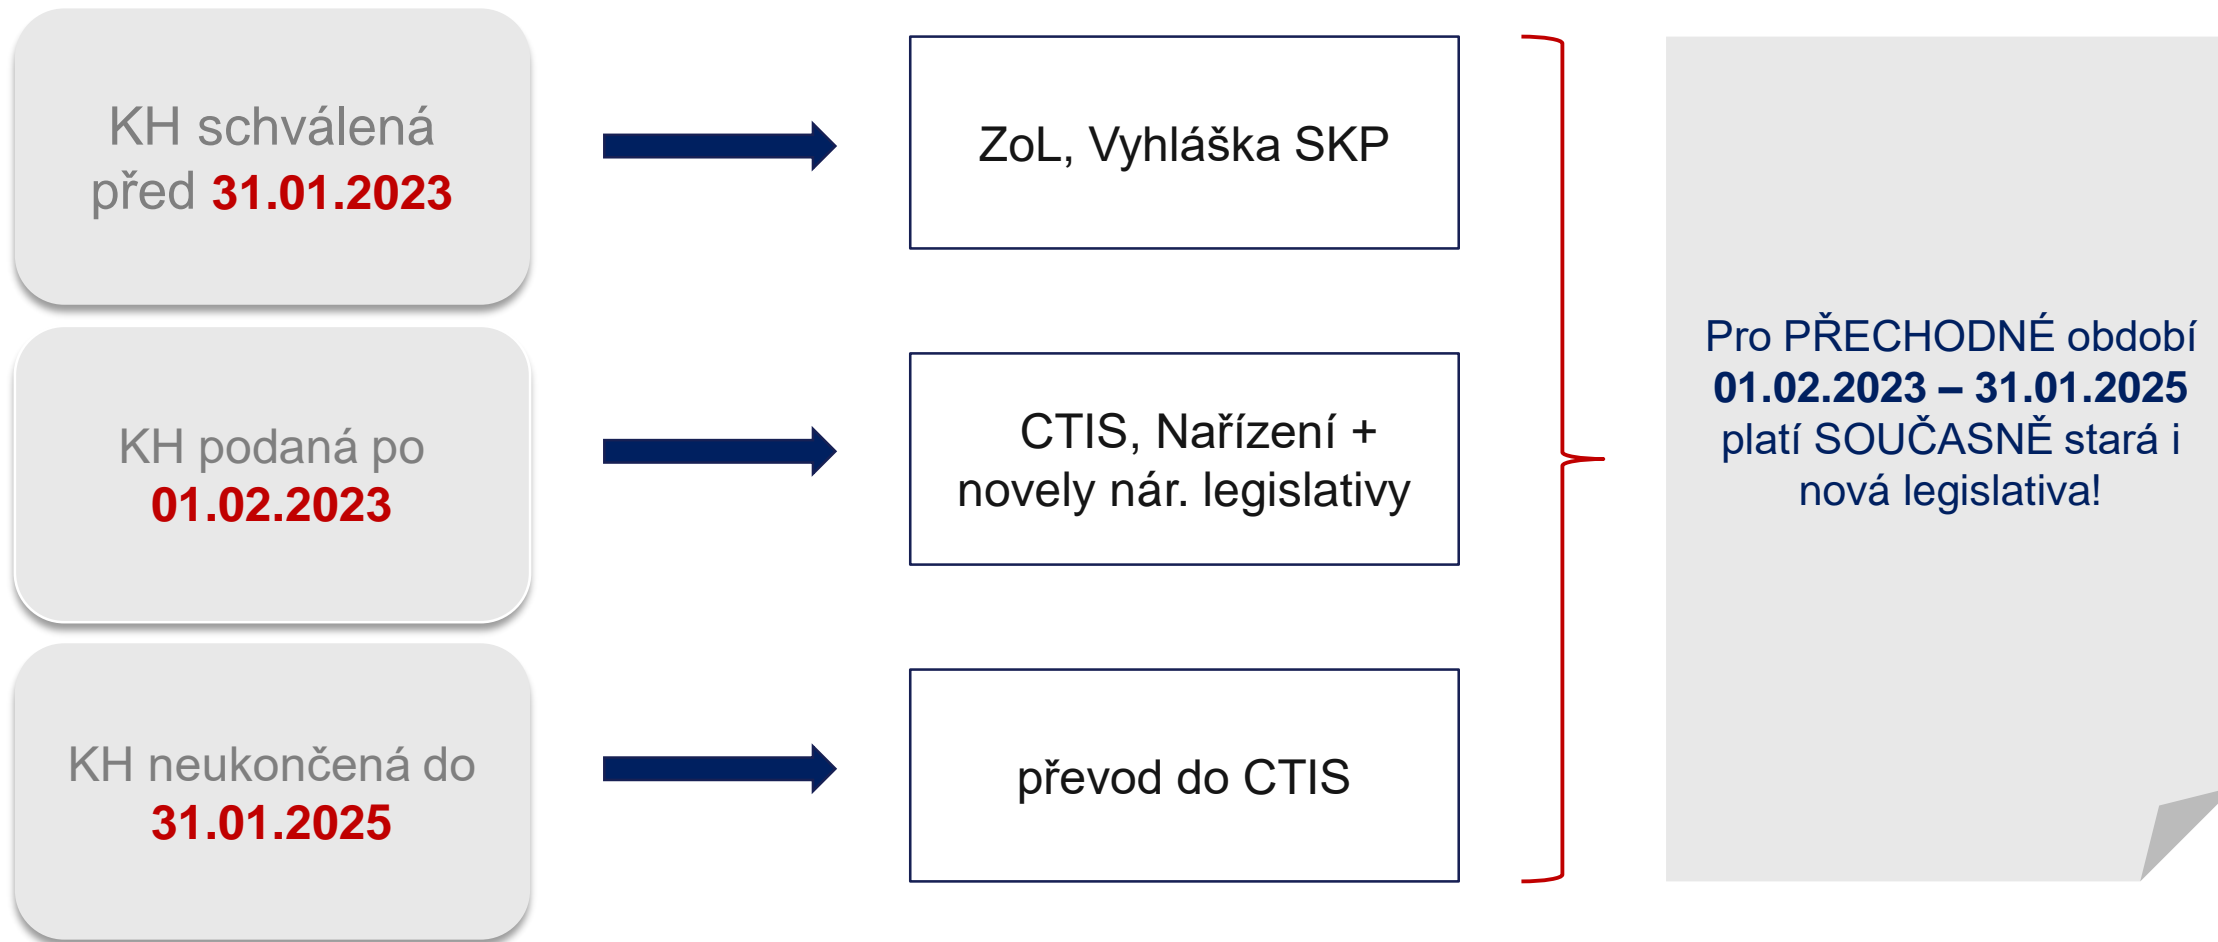 KH schválená
před 31.01.2023
ZoL, Vyhláška SKP
KH podaná po
01.02.2023
CTIS, Nařízení +
novely nár. legislativy
KH neukončená do
31.01.2025
převod do CTIS
Pro PŘECHODNÉ období
01.02.2023 – 31.01.2025
platí SOUČASNĚ stará i
nová legislativa!